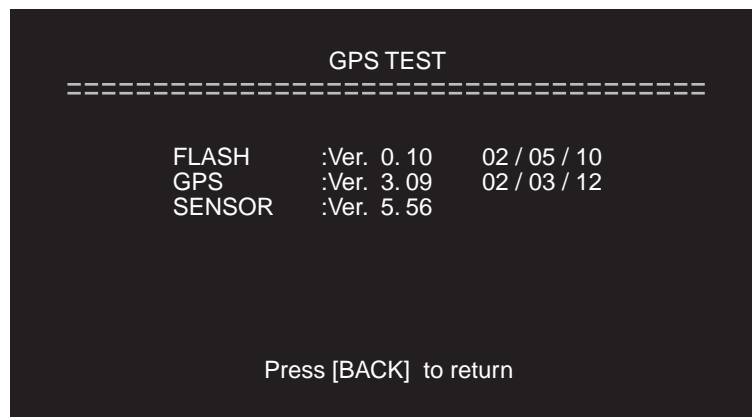 GPS TEST
=====================================
FLASH :Ver. 0. 10 02 / 05 / 10
GPS :Ver. 3. 09 02 / 03 / 12
SENSOR :Ver. 5. 56
Press [BACK] to return